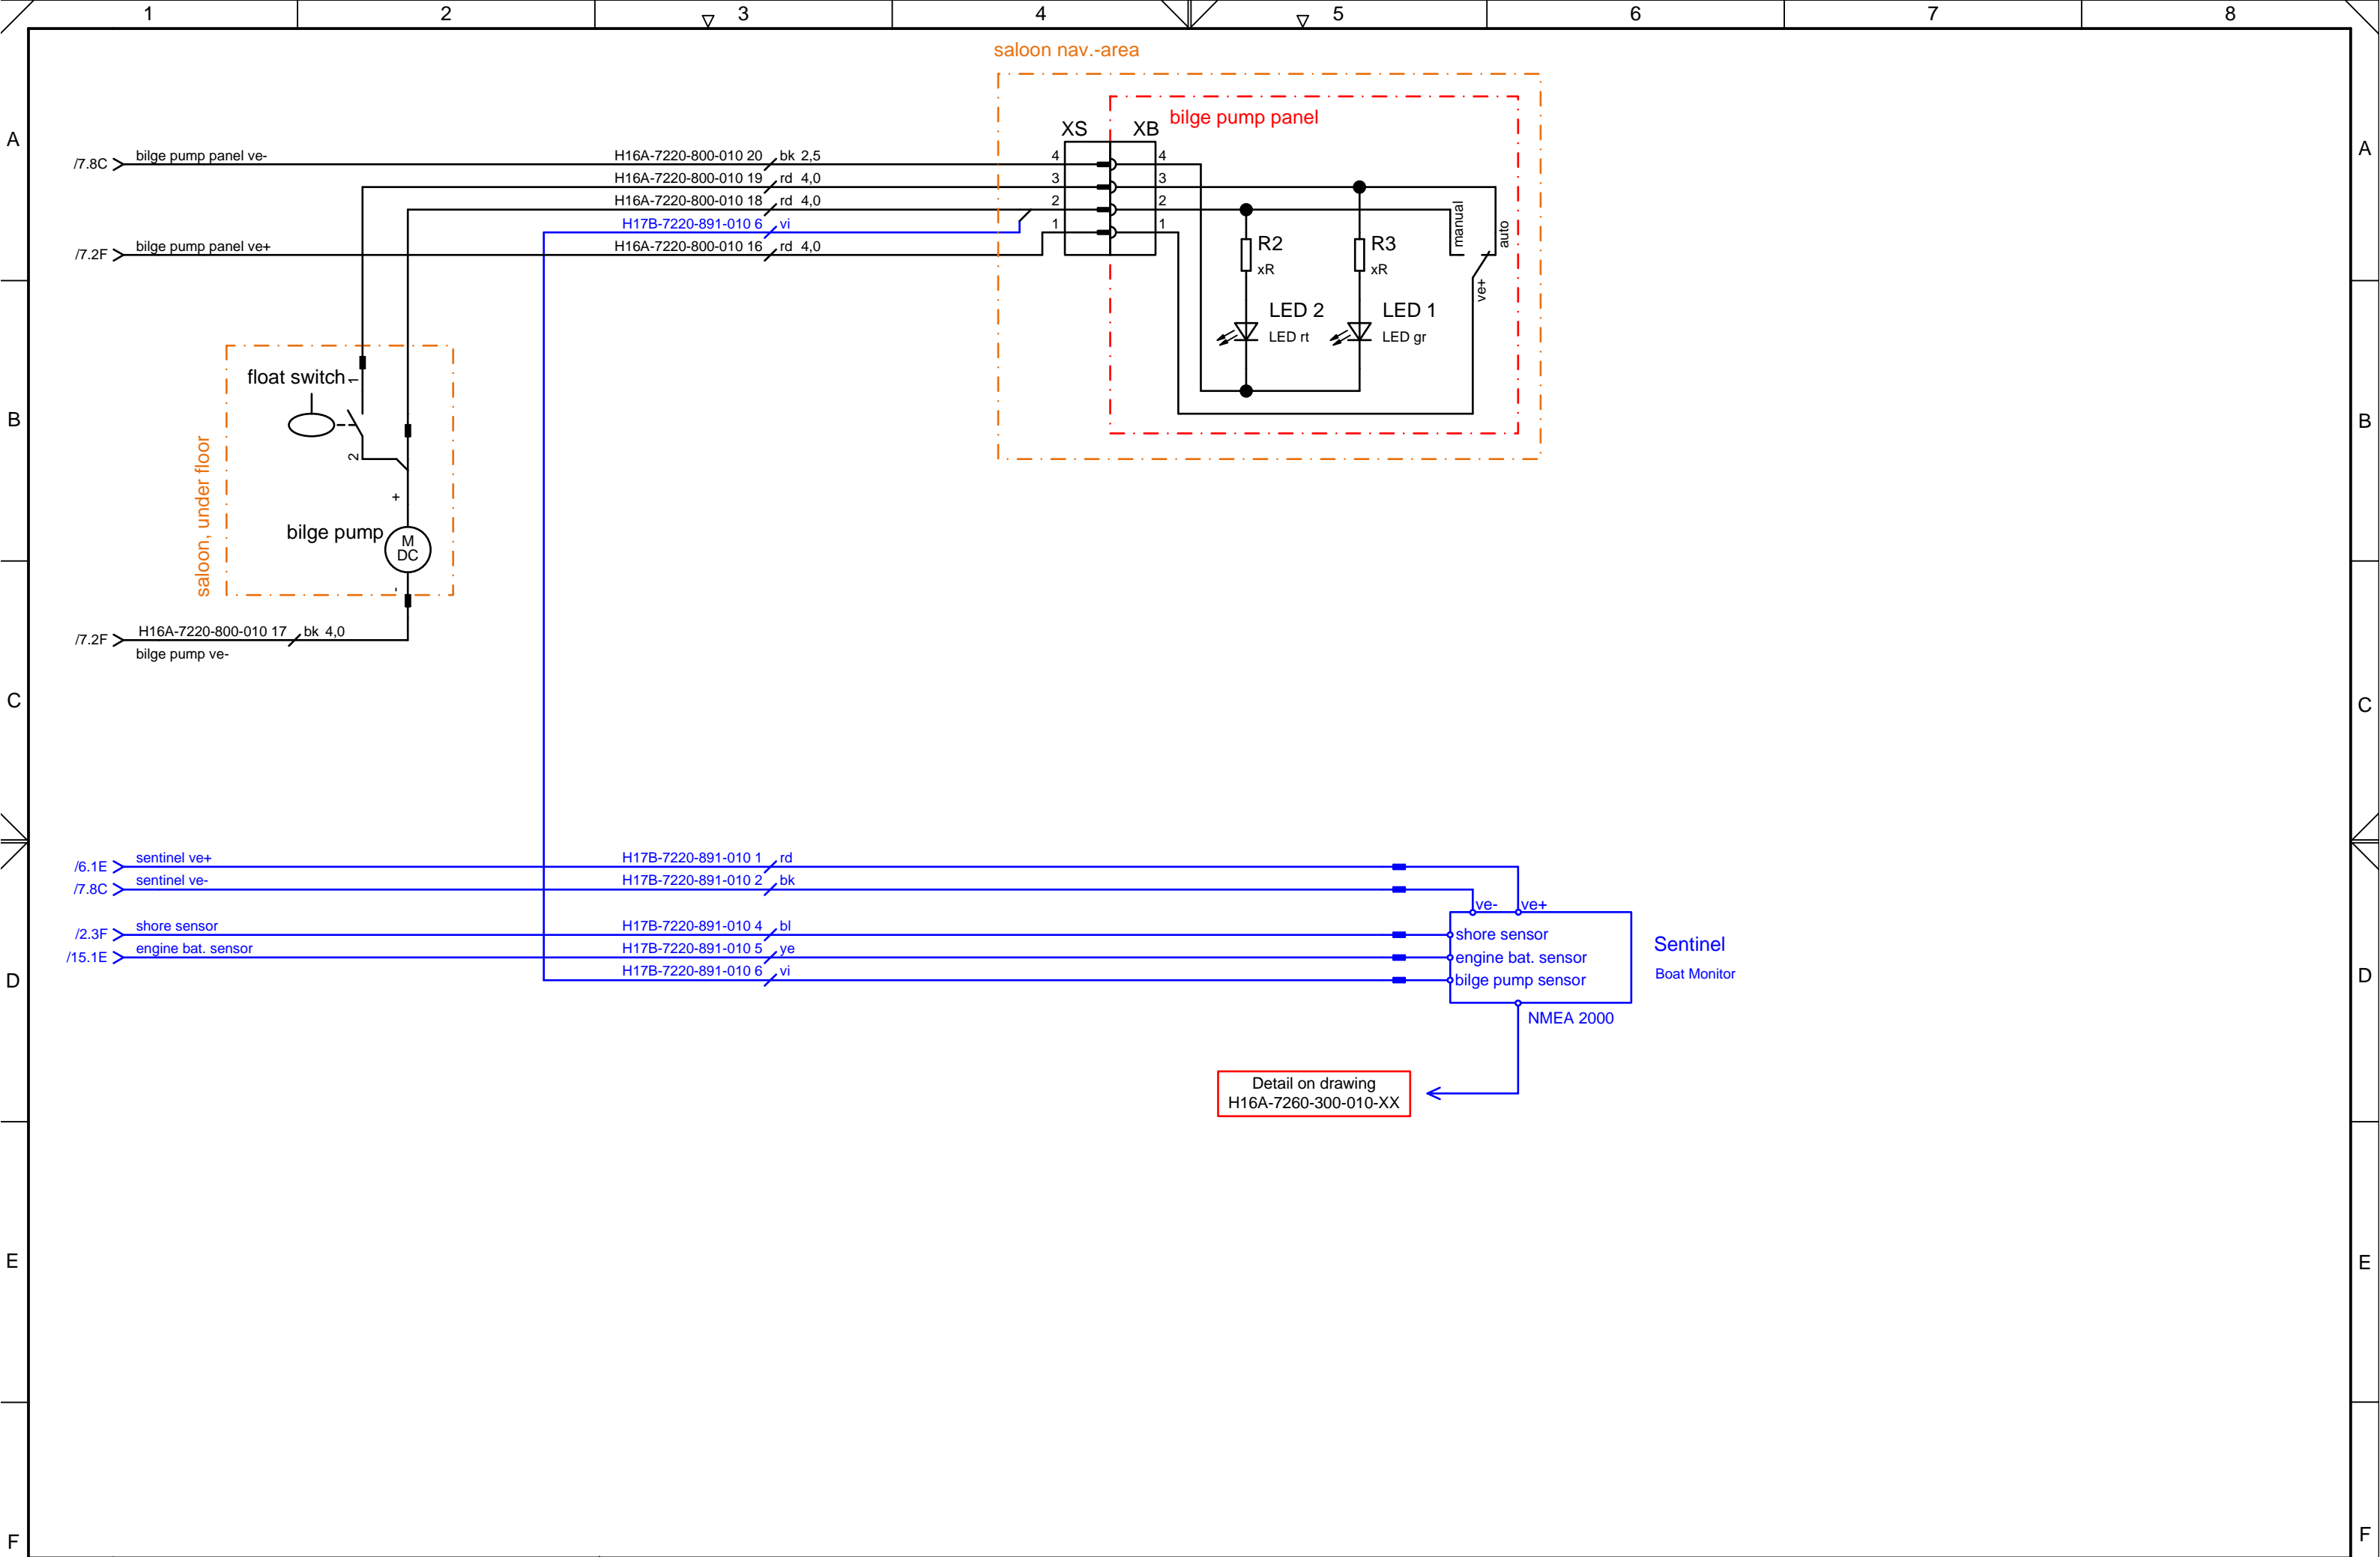 1 2 3 4 5 6 7 8
saloon nav.-area
bilge pump panel
XS XB
A A
/7.8C bilge pump panel ve- H16A-7220-800-010 20 bk 2,5 4 4
H16A-7220-800-010 19 rd 4,0 3 3
H16A-7220-800-010 18 rd 4,0 2 2
H17B-7220-891-010 6 vi 1 1
/7.2F bilge pump panel ve+ H16A-7220-800-010 16 rd 4,0
manual
auto
ve+
R2 R3
xR xR
LED 2 LED 1
LED rt LED gr
float switch
1
2
B B
saloon, under floor
+
bilge pump
M
DC
-
/7.2F H16A-7220-800-010 17 bk 4,0
bilge pump ve-
C C
/6.1E sentinel ve+ H17B-7220-891-010 1 rd
/7.8C sentinel ve- H17B-7220-891-010 2 bk
ve- ve+
/2.3F shore sensor H17B-7220-891-010 4 bl shore sensor
/15.1E engine bat. sensor H17B-7220-891-010 5 ye engine bat. sensor
H17B-7220-891-010 6 vi bilge pump sensor
Sentinel
Boat Monitor
D D
NMEA 2000
Detail on drawing
H16A-7260-300-010-XX
E E
F F